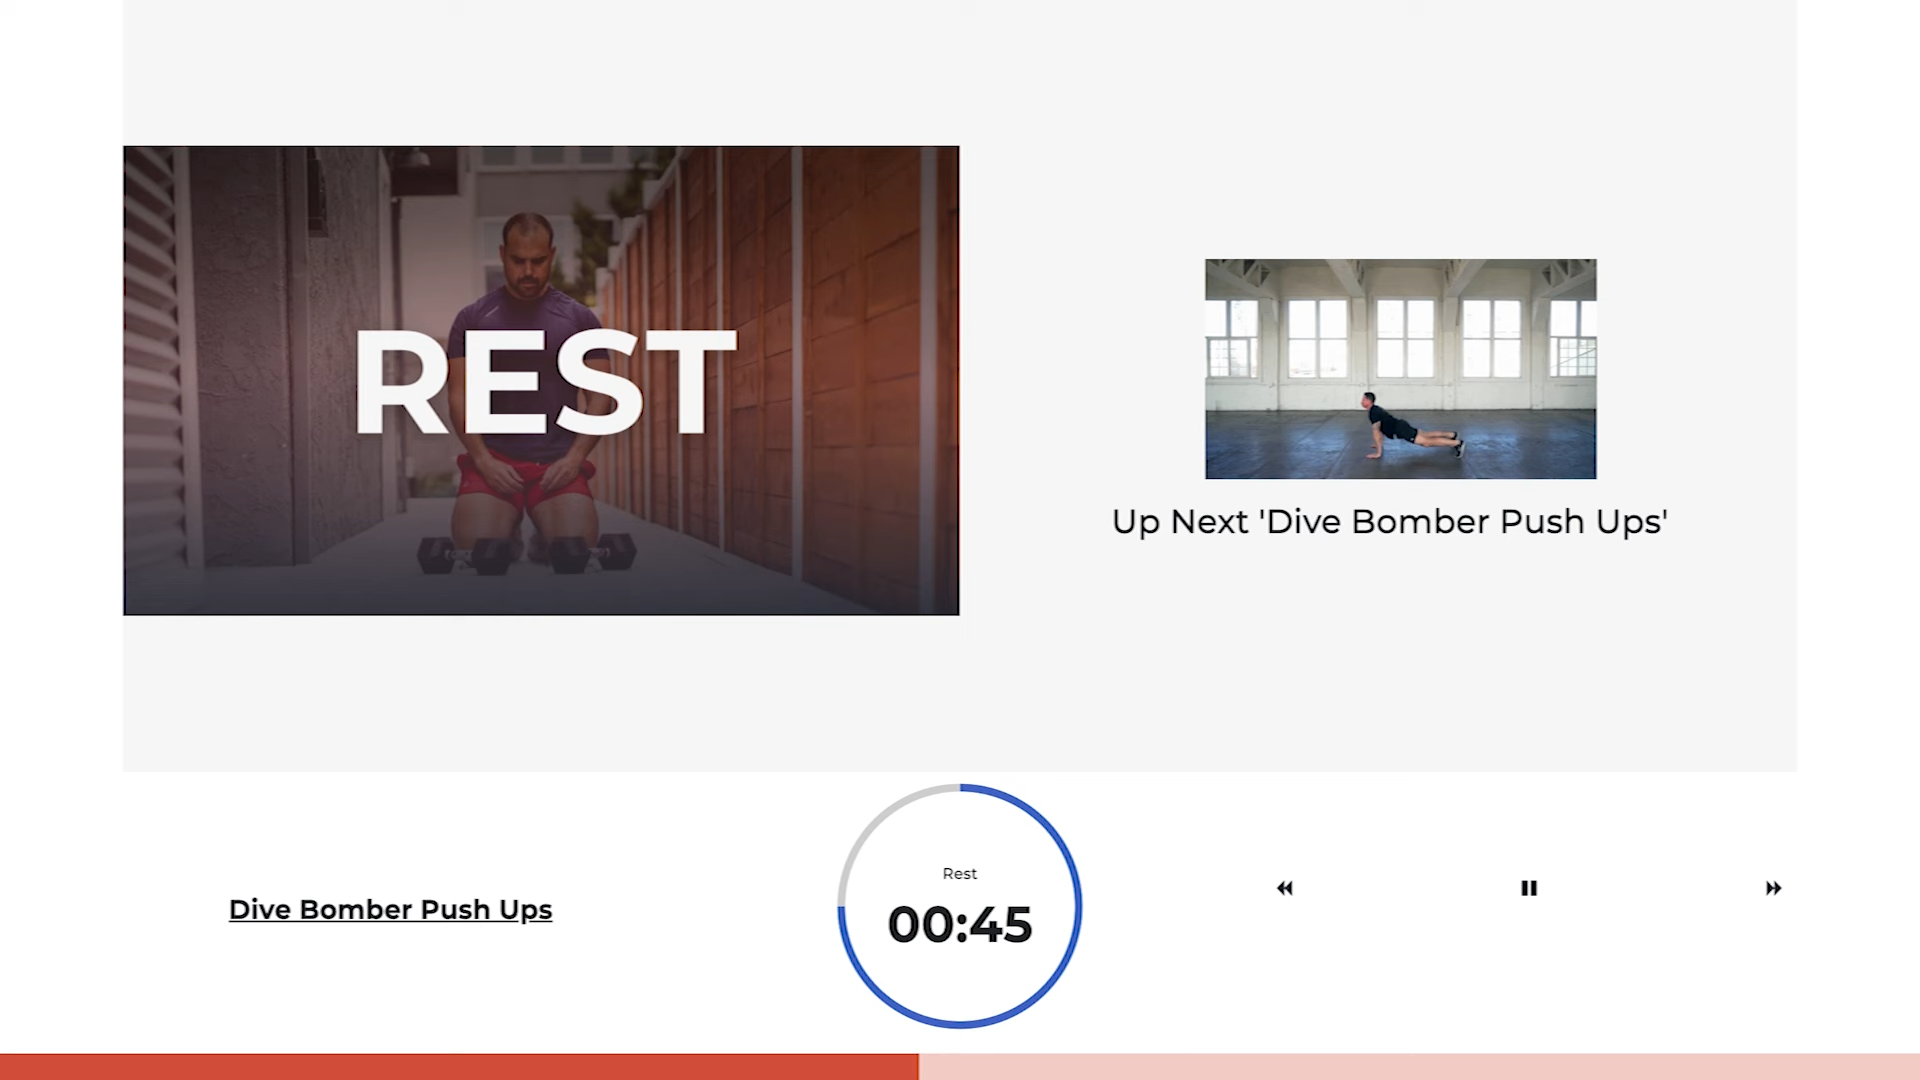 REST
Up Next 'Dive Bomber Push Ups'
Dive Bomber Push Ups
Rest
00:45